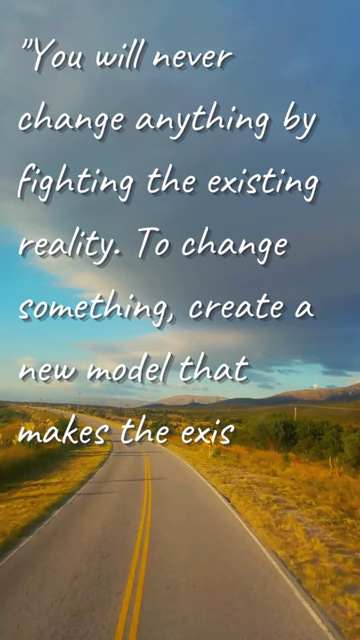 "You will never
change anything by
fighting the existing
reality. To change
something, create a
new model that
makes the exis